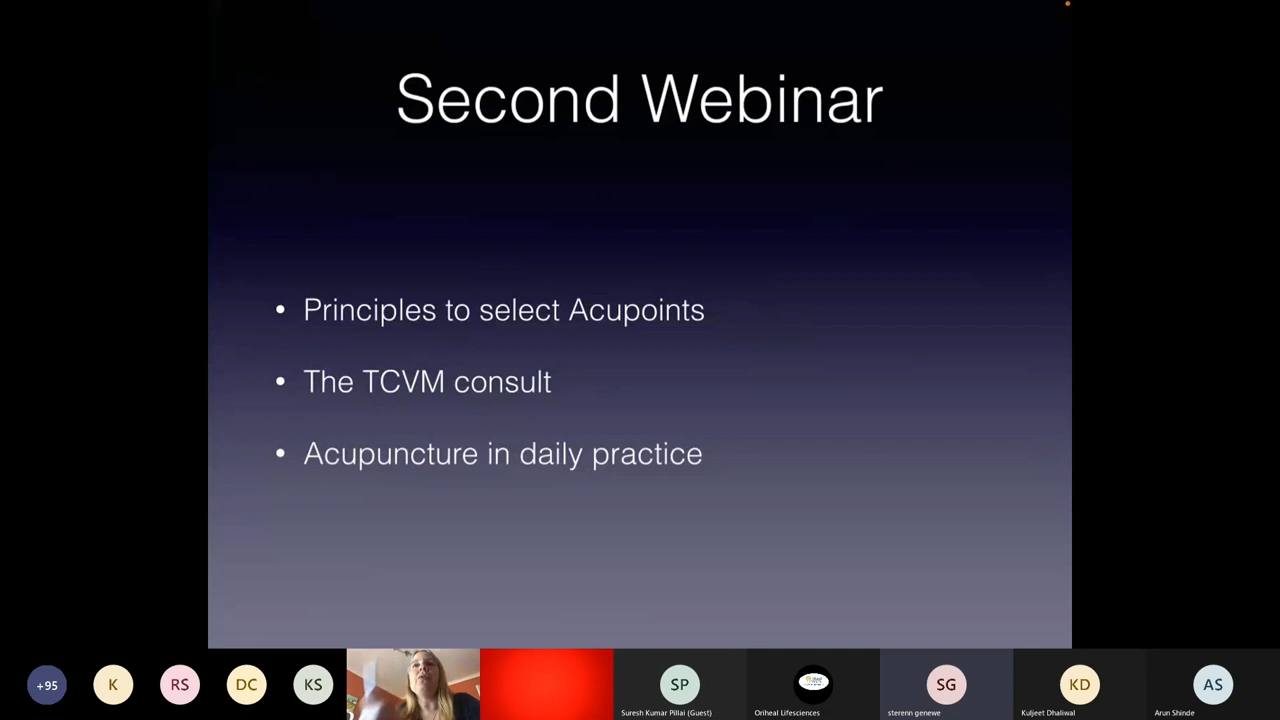 Second Webinar
• Principles to select Acupoints
• The TCVM consult
• Acupuncture in daily practice
+95
K
RS
DC
KS
SP
SG
KD
AS
Suresh Kumar Pillai (Guest)
Oriheal Lifesciences
sterenn genewe
Kuljeet Dhaliwal
Arun Shinde